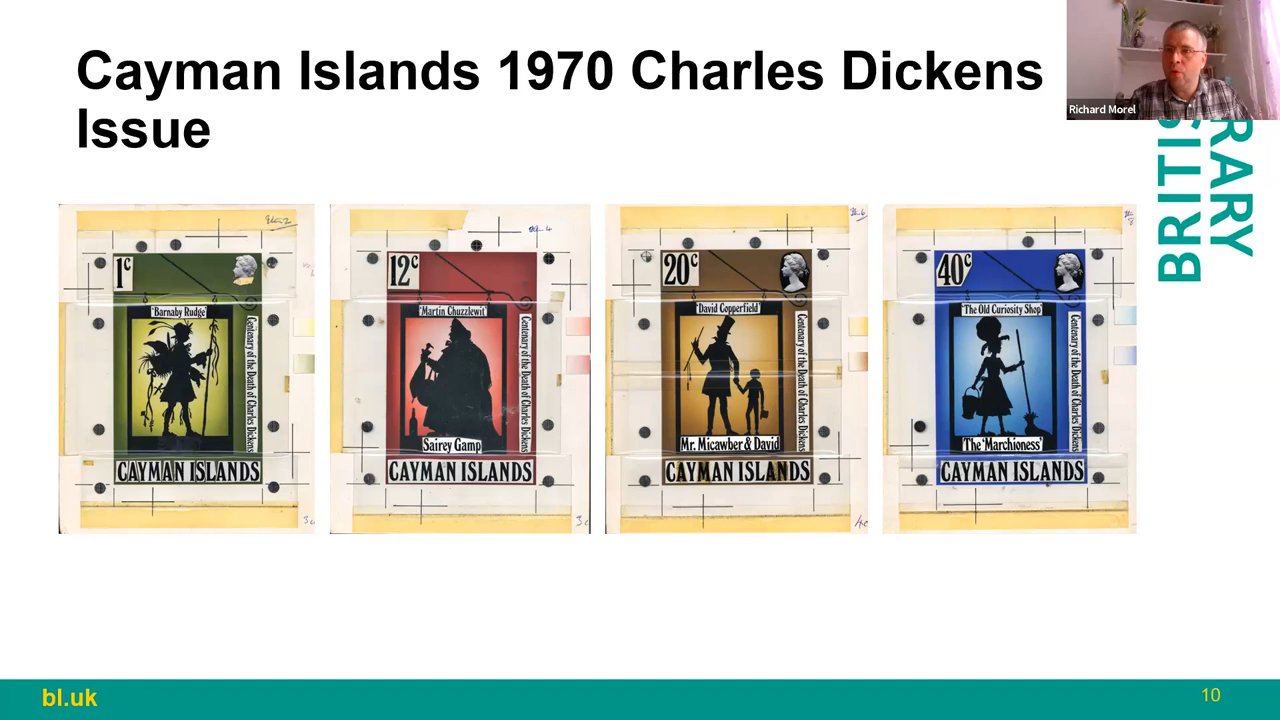 Cayman Islands 1970 Charles Dickens
Issue
Richard Morel
BRITIS
RARY
1c
'Barnaby Rudge'
Centenary of the Death of Charles Dickens
CAYMAN ISLANDS
12c
'Martin Chuzzlewit'
Centenary of the Death of Charles Dickens
Sairey Gamp
CAYMAN ISLANDS
20c
'David Copperfield'
Centenary of the Death of Charles Dickens
Mr. Micawber & David
CAYMAN ISLANDS
40c
'The Old Curiosity Shop'
Centenary of the Death of Charles Dickens
The 'Marchioness'
CAYMAN ISLANDS
bl.uk
10